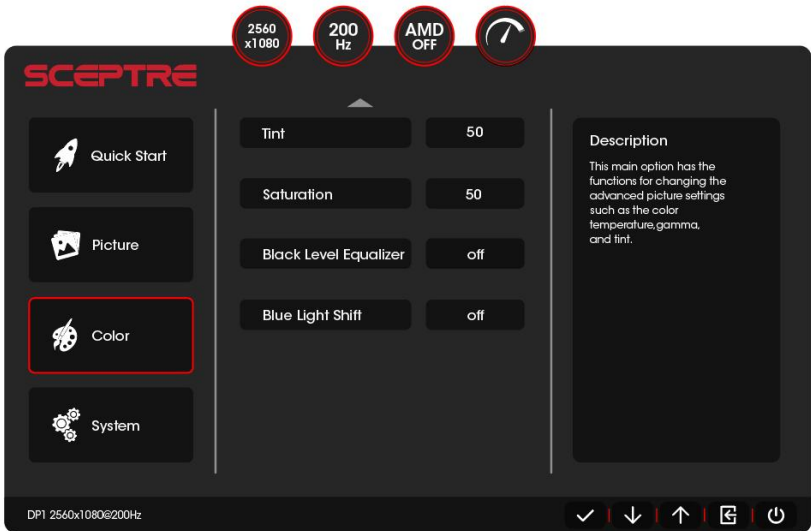 2560
x1080
200
Hz
AMD
OFF
SCEPTRE
Quick Start
Picture
Color
System
Tint 50
Saturation 50
Black Level Equalizer off
Blue Light Shift off
Description
This main option has the
functions for changing the
advanced picture settings
such as the color
temperature,gamma,
and tint.
DP1 2560x1080@200Hz